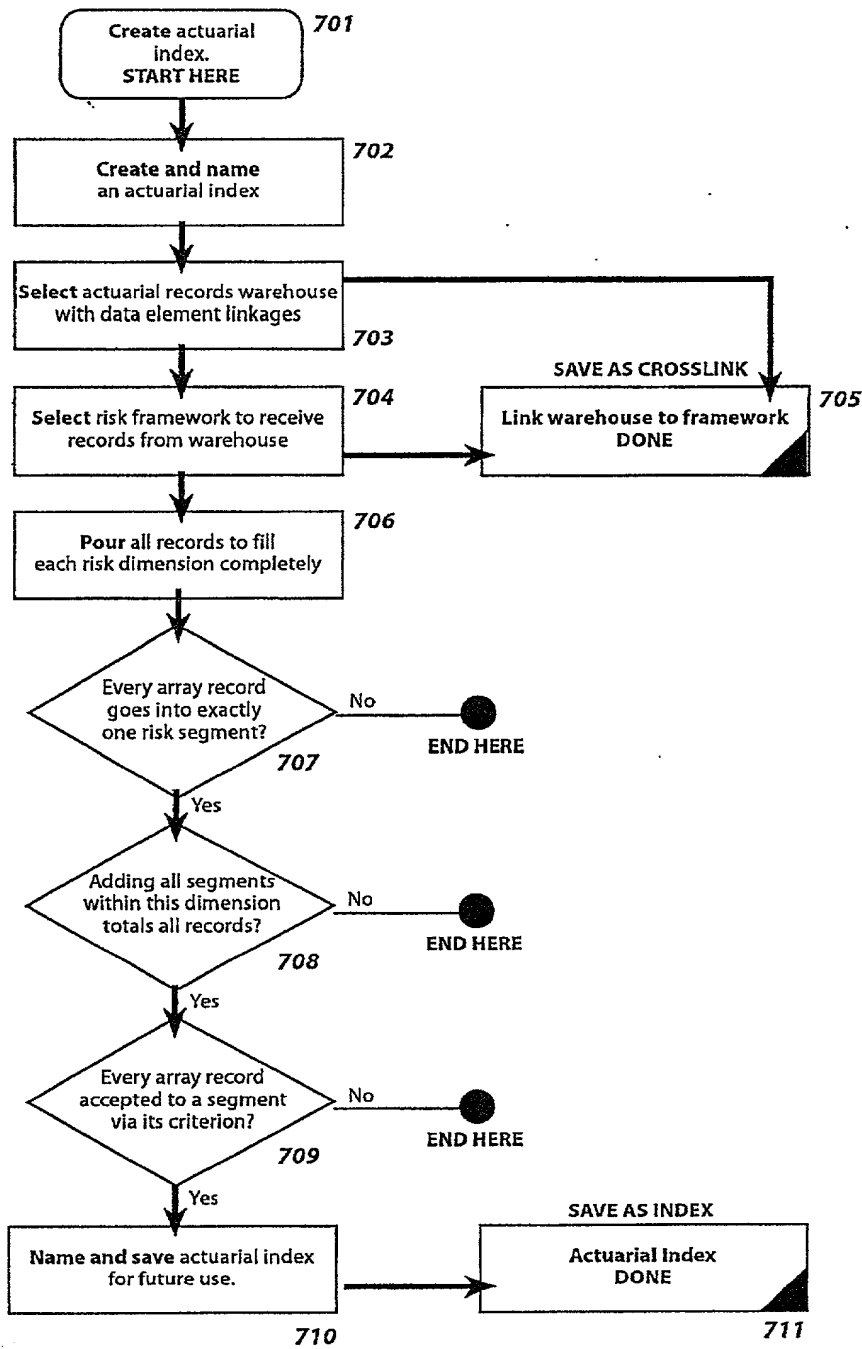 Create actuarial
index.
START HERE
701
Create and name
an actuarial index
702
Select actuarial records warehouse
with data element linkages
703
Select risk framework to receive
records from warehouse
704
SAVE AS CROSSLINK
Link warehouse to framework
DONE
705
Pour all records to fill
each risk dimension completely
706
Every array record
goes into exactly
one risk segment?
707
No
END HERE
Yes
Adding all segments
within this dimension
totals all records?
708
No
END HERE
Yes
Every array record
accepted to a segment
via its criterion?
709
No
END HERE
Yes
Name and save actuarial index
for future use.
710
SAVE AS INDEX
Actuarial Index
DONE
711